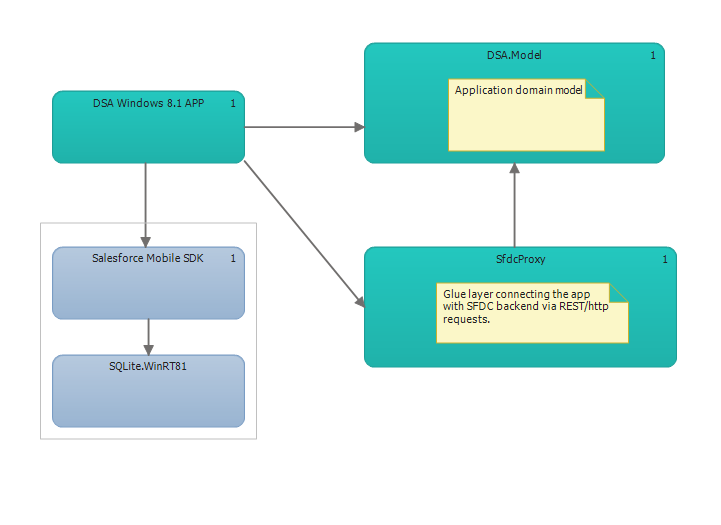 DSA.Model 1
Application domain model
DSA Windows 8.1 APP 1
Salesforce Mobile SDK 1
SfdcProxy 1
Glue layer connecting the app
with SFDC backend via REST/http
requests.
SQLite.WinRT81